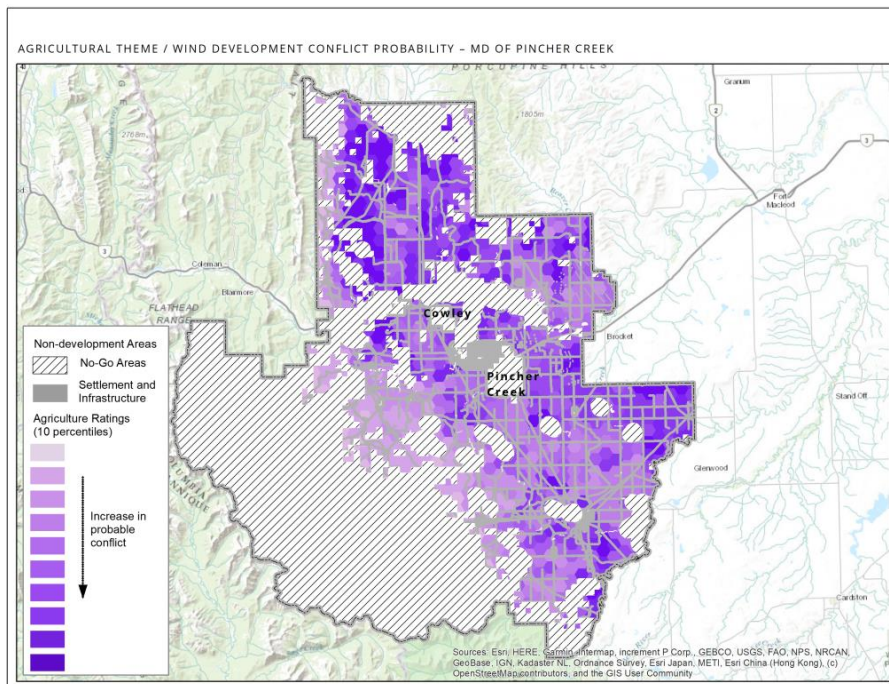 AGRICULTURAL THEME / WIND DEVELOPMENT CONFLICT PROBABILITY – MD OF PINCHER CREEK
PORCUPINE HILLS
Granum
2
1805m
2768m
3
Fort
Macleod
3
Coleman
Blairmore
FLATHEAD
RANGE
Cowley
Brocket
Pincher
Creek
Stand Off
Glenwood
Cardston
Non-development Areas
No-Go Areas
Settlement and
Infrastructure
Agriculture Ratings
(10 percentiles)
Increase in
probable
conflict
Sources: Esri, HERE, Garmin, Intermap, increment P Corp., GEBCO, USGS, FAO, NPS, NRCAN,
GeoBase, IGN, Kadaster NL, Ordnance Survey, Esri Japan, METI, Esri China (Hong Kong), (c)
OpenStreetMap contributors, and the GIS User Community